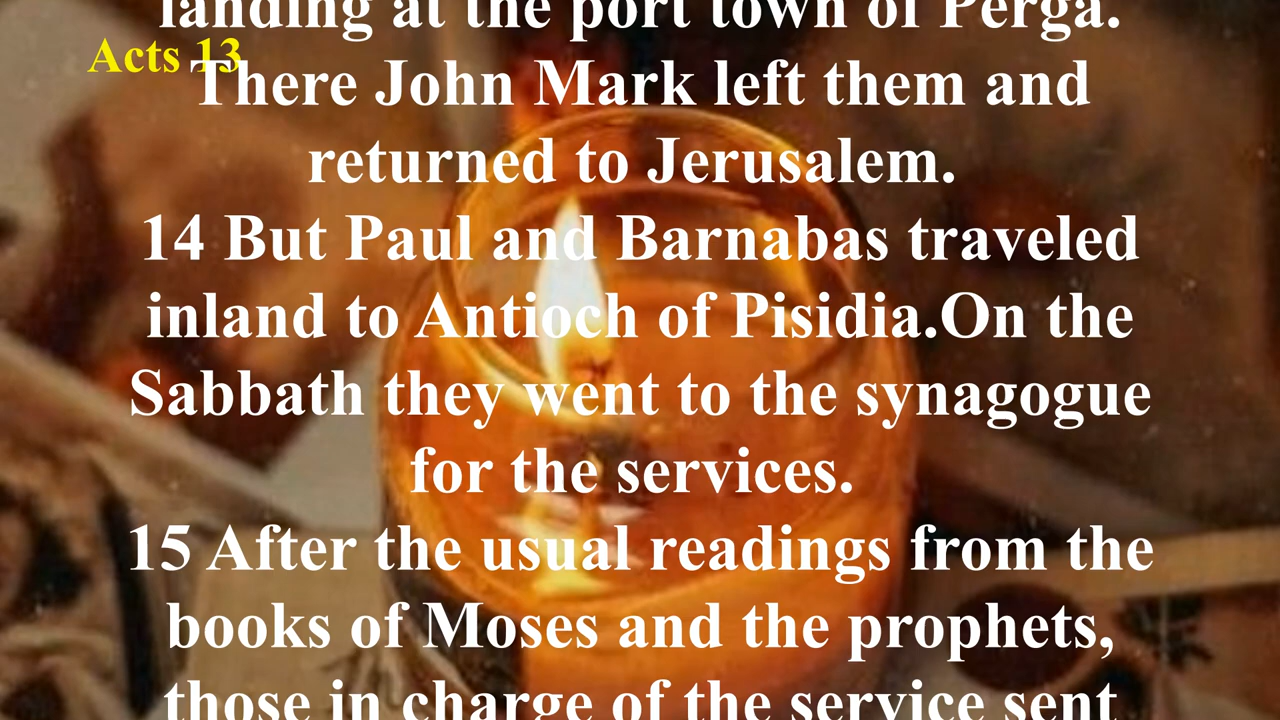 landing at the port town of Perga.
Acts 13
There John Mark left them and
returned to Jerusalem.
14 But Paul and Barnabas traveled
inland to Antioch of Pisidia.On the
Sabbath they went to the synagogue
for the services.
15 After the usual readings from the
books of Moses and the prophets,
those in charge of the service sent